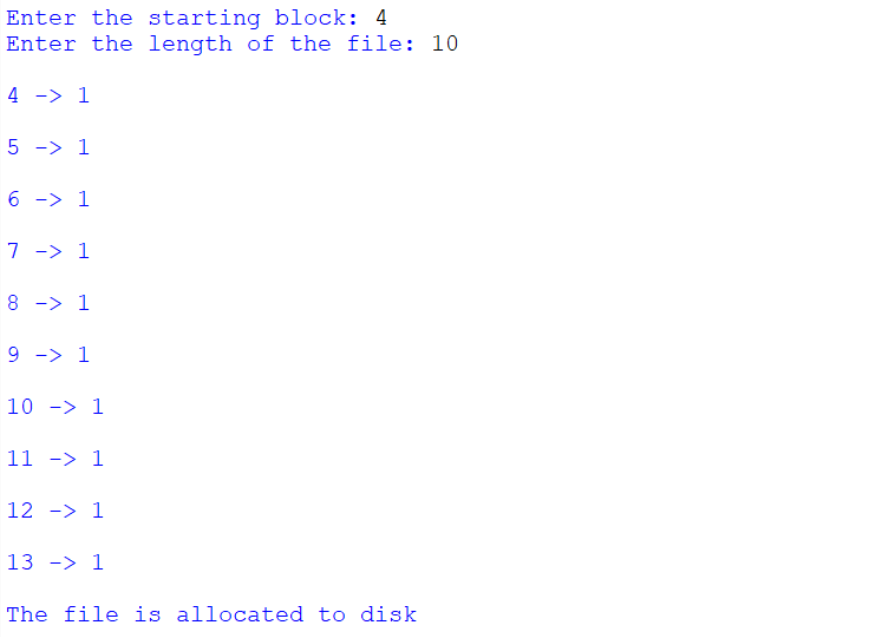 Enter the starting block: 4
Enter the length of the file: 10
4 -> 1
5 -> 1
6 -> 1
7 -> 1
8 -> 1
9 -> 1
10 -> 1
11 -> 1
12 -> 1
13 -> 1
The file is allocated to disk